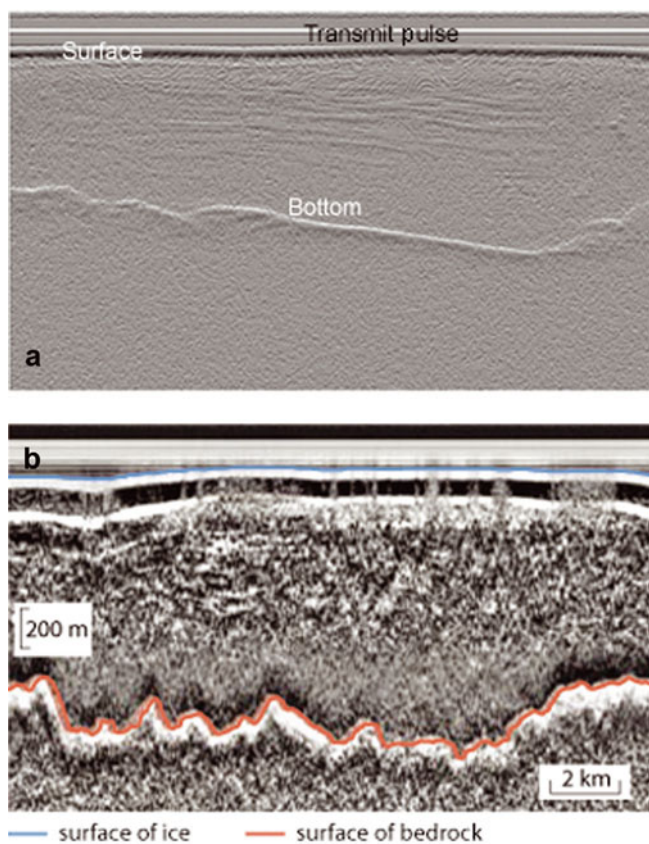 Transmit pulse
Surface
Bottom
a
b
200 m
2 km
surface of ice
surface of bedrock